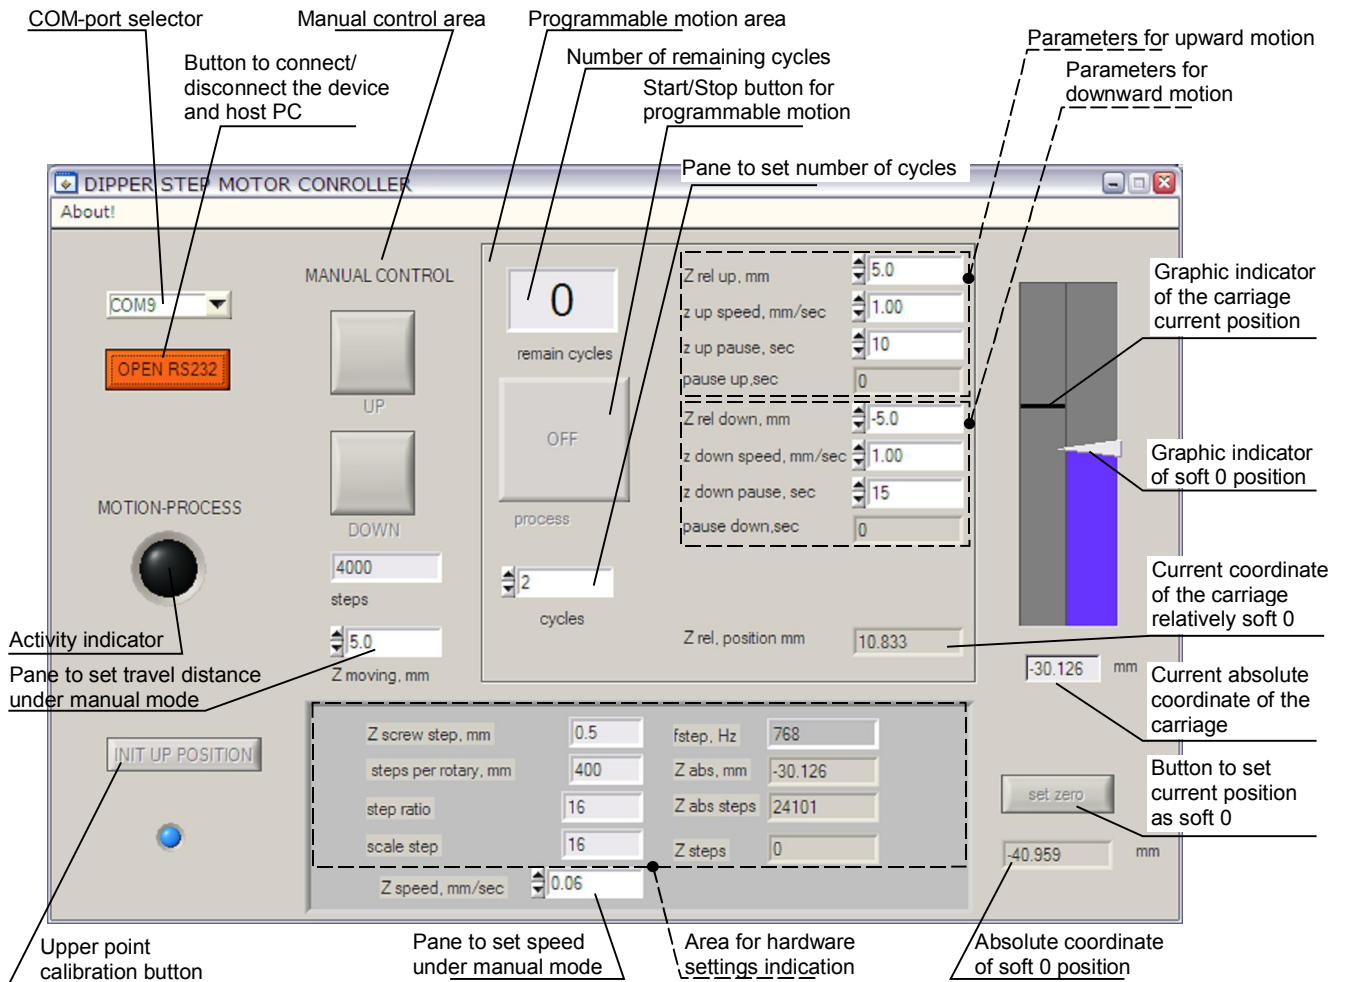 COM-port selector
Manual control area
Programmable motion area
Number of remaining cycles
Parameters for upward motion
Button to connect/
disconnect the device
and host PC
Start/Stop button for
programmable motion
Parameters for
downward motion
Pane to set number of cycles
DIPPER STEP MOTOR CONROLLER
About!
COM9
OPEN RS232
MANUAL CONTROL
UP
DOWN
4000
steps
5.0
Z moving, mm
MOTION-PROCESS
Activity indicator
Pane to set travel distance
under manual mode
INIT UP POSITION
Upper point
calibration button
0
remain cycles
OFF
process
2
cycles
Z rel up, mm
5.0
z up speed, mm/sec
1.00
z up pause, sec
10
pause up,sec
0
Z rel down, mm
-5.0
z down speed, mm/sec
1.00
z down pause, sec
15
pause down,sec
0
Z rel, position mm
10.833
Graphic indicator
of the carriage
current position
Graphic indicator
of soft 0 position
Current coordinate
of the carriage
relatively soft 0
-30.126
mm
Current absolute
coordinate of the
carriage
Z screw step, mm
0.5
steps per rotary, mm
400
step ratio
16
scale step
16
fstep, Hz
768
Z abs, mm
-30.126
Z abs steps
24101
Z steps
0
Z speed, mm/sec
0.06
set zero
Button to set
current position
as soft 0
-40.959
mm
Pane to set speed
under manual mode
Area for hardware
settings indication
Absolute coordinate
of soft 0 position